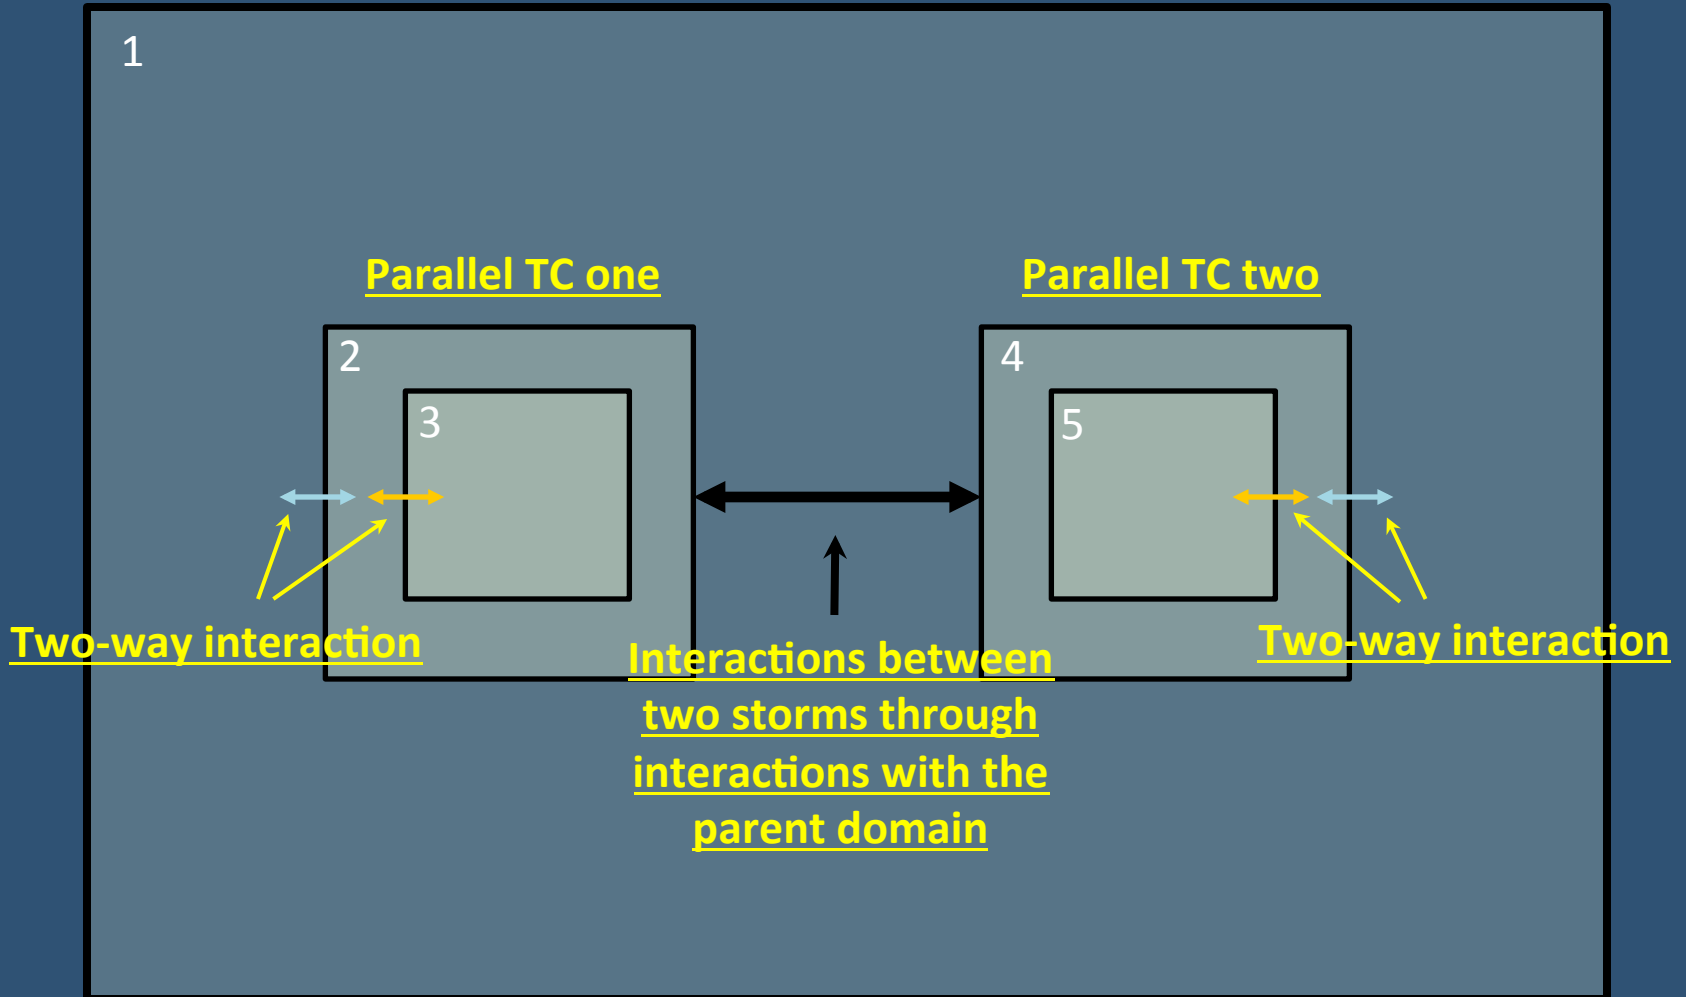 1
Parallel TC one
Parallel TC two
2
4
3
5
Two-way interaction
Two-way interaction
Interactions between
two storms through
interactions with the
parent domain